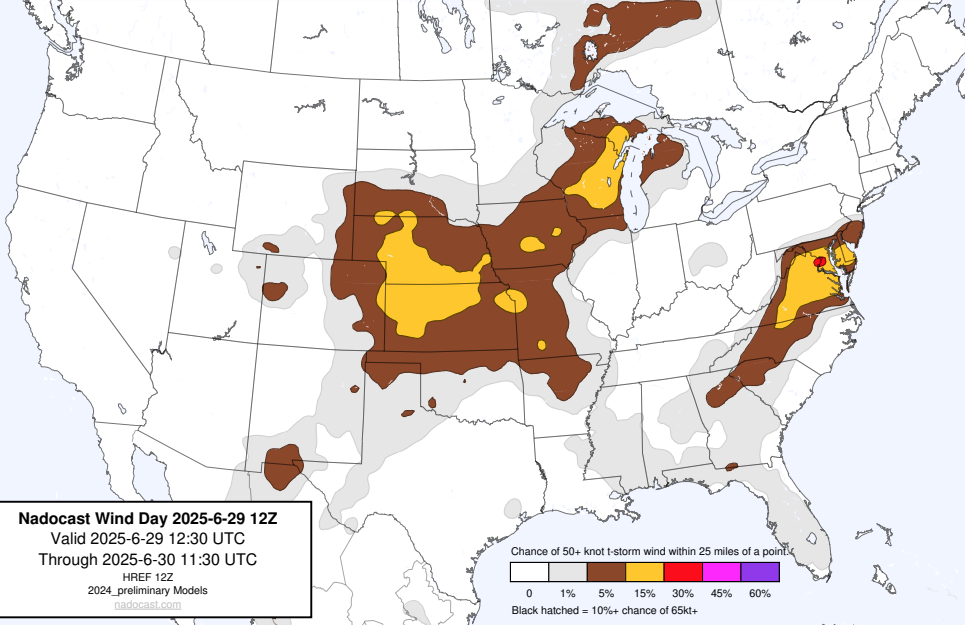 Nadocast Wind Day 2025-6-29 12Z
Valid 2025-6-29 12:30 UTC
Through 2025-6-30 11:30 UTC
HREF 12Z
2024_preliminary Models
nadocast.com
Chance of 50+ knot t-storm wind within 25 miles of a point.
0 1% 5% 15% 30% 45% 60%
Black hatched = 10%+ chance of 65kt+